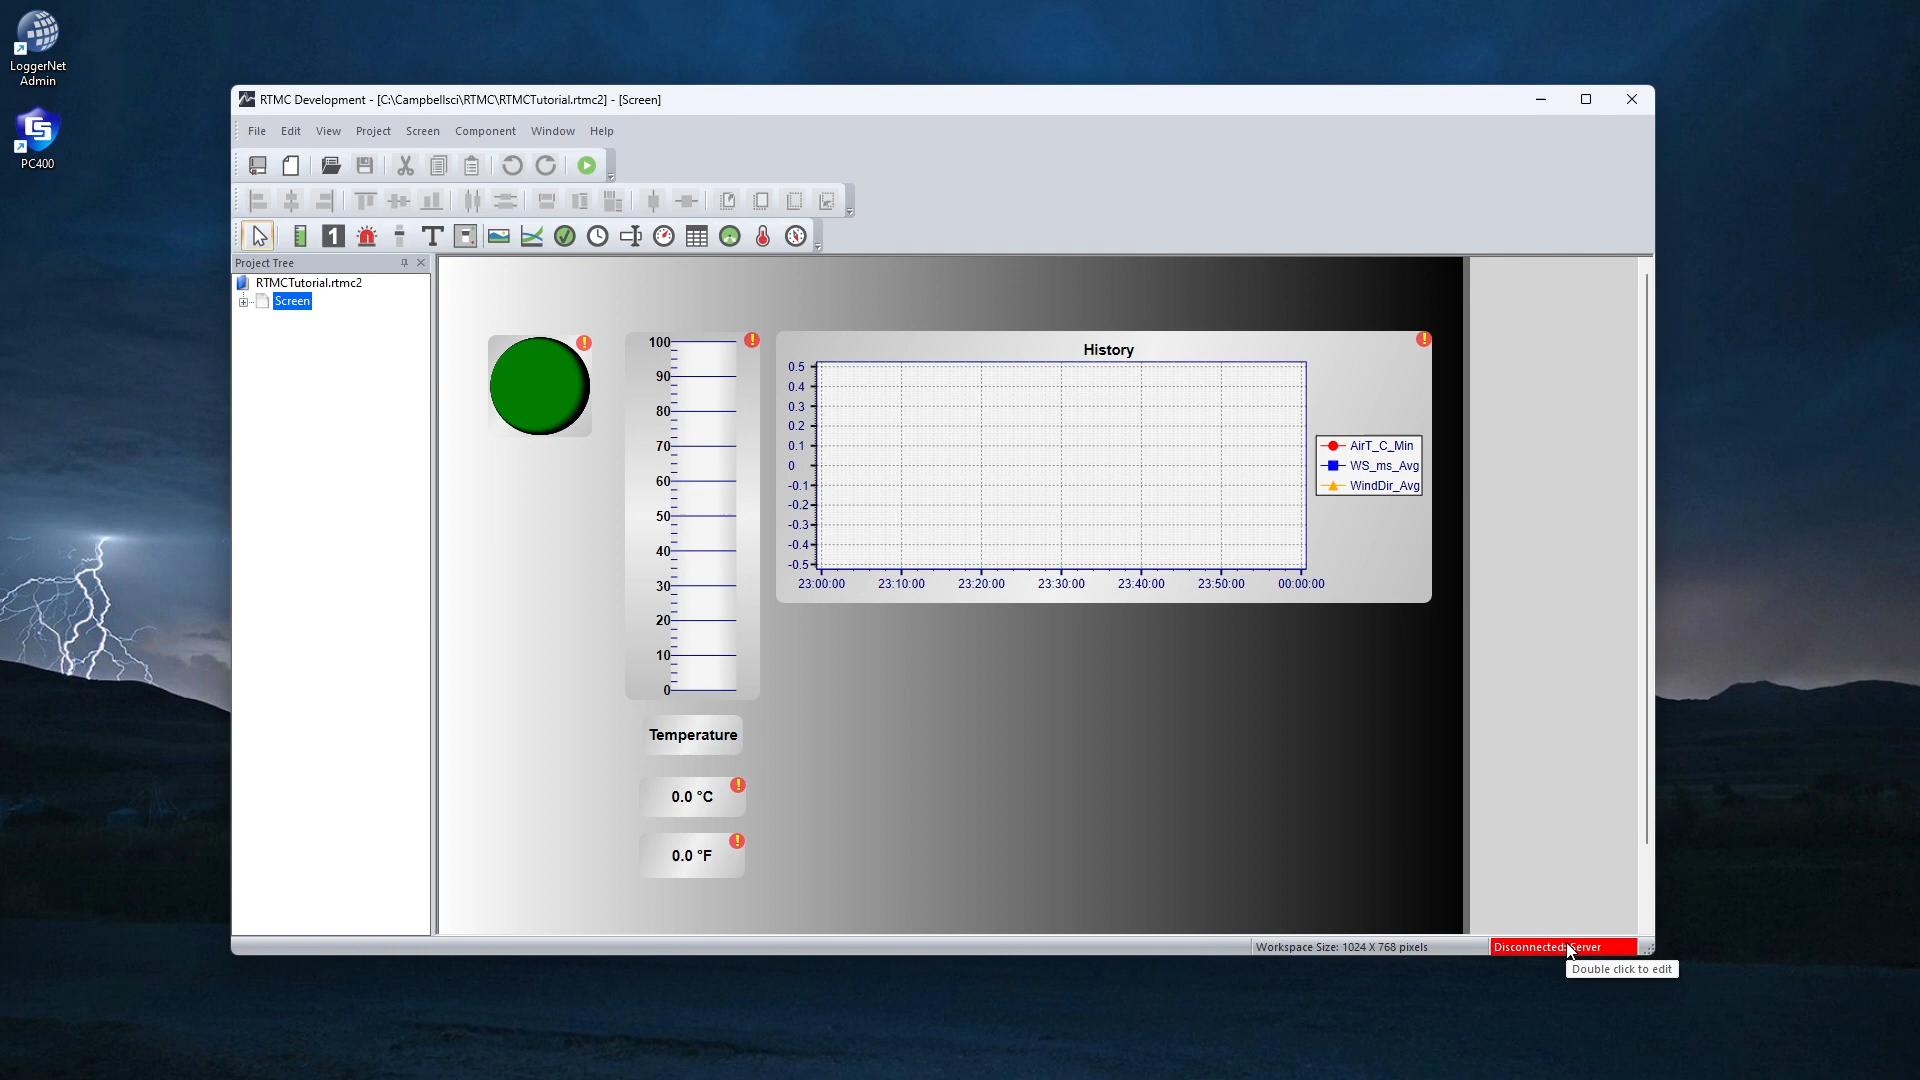 LoggerNet
Admin
PC400
RTMC Development - [C:\Campbellsci\RTMC\RTMCTutorial.rtmc2] - [Screen]
File Edit View Project Screen Component Window Help
1
T
Project Tree
RTMCTutorial.rtmc2
Screen
100
90
80
70
60
50
40
30
20
10
0
Temperature
0.0 °C
0.0 °F
History
0.5
0.4
0.3
0.2
0.1
0
-0.1
-0.2
-0.3
-0.4
-0.5
23:00:00 23:10:00 23:20:00 23:30:00 23:40:00 23:50:00 00:00:00
AirT_C_Min
WS_ms_Avg
WindDir_Avg
Workspace Size: 1024 X 768 pixels
Disconnected: Server
Double click to edit